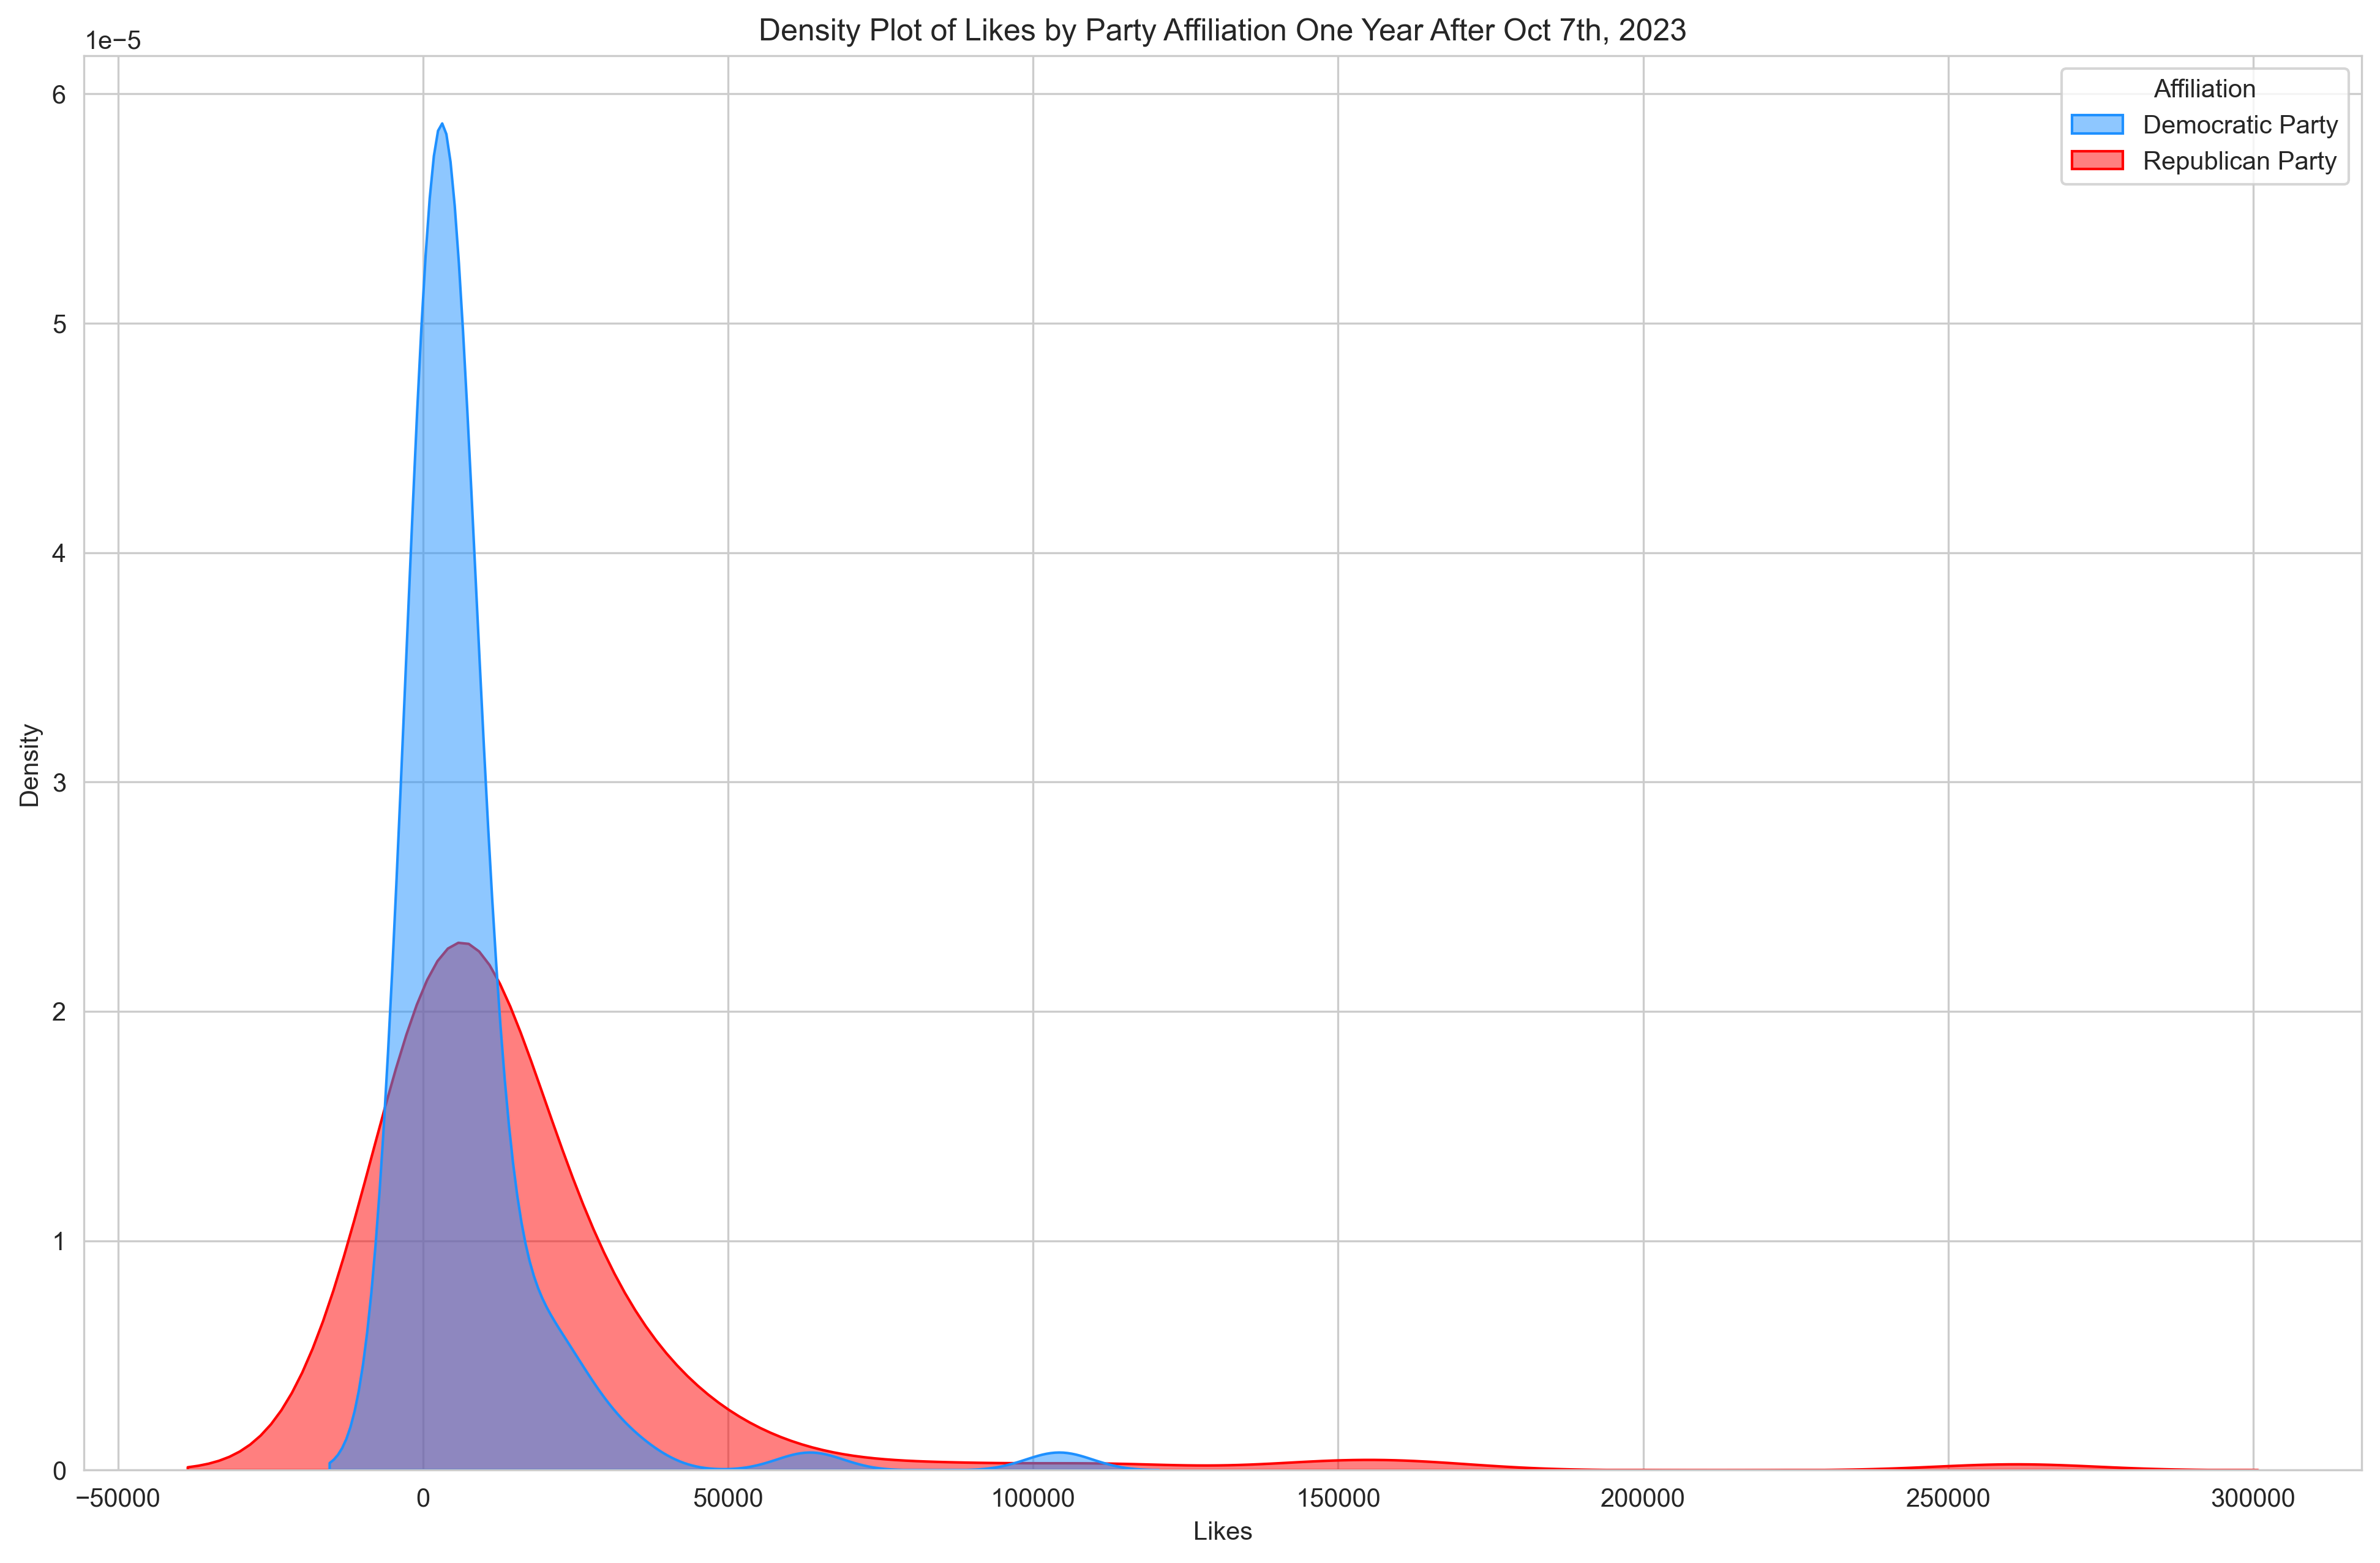 Density Plot of Likes by Party Affiliation One Year After Oct 7th, 2023
1e−5
Affiliation
Democratic Party
Republican Party
6
5
4
3
2
1
0
Density
−50000
0
50000
100000
150000
200000
250000
300000
Likes